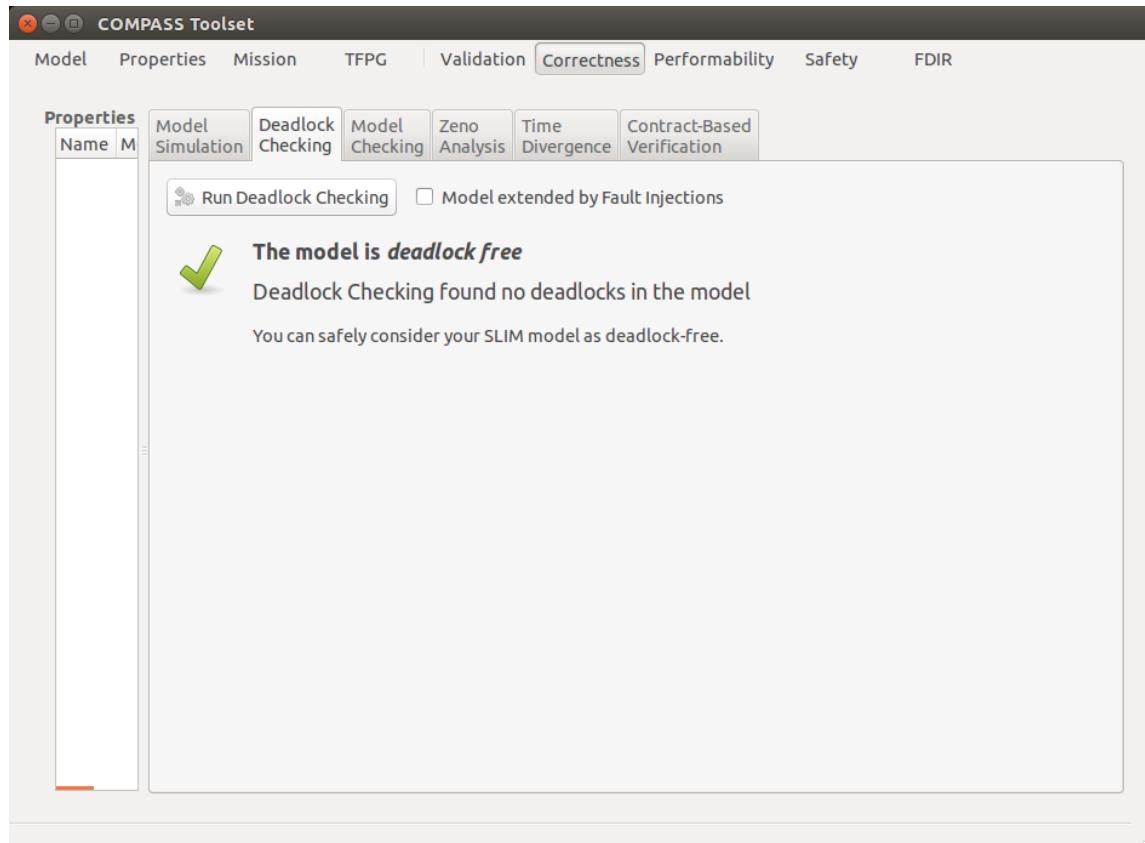 COMPASS Toolset
Model Properties Mission TFPG Validation Correctness Performability Safety FDIR
Properties
Name M
Model Simulation
Deadlock Checking
Model Checking
Zeno Analysis
Time Divergence
Contract-Based Verification
Run Deadlock Checking Model extended by Fault Injections
The model is deadlock free
Deadlock Checking found no deadlocks in the model
You can safely consider your SLIM model as deadlock-free.